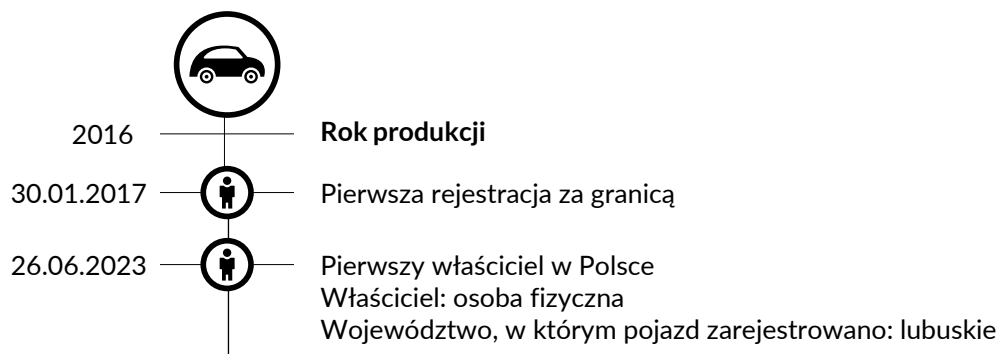 2016 Rok produkcji
30.01.2017 Pierwsza rejestracja za granicą
26.06.2023 Pierwszy właściciel w Polsce
Właściciel: osoba fizyczna
Województwo, w którym pojazd zarejestrowano: lubuskie